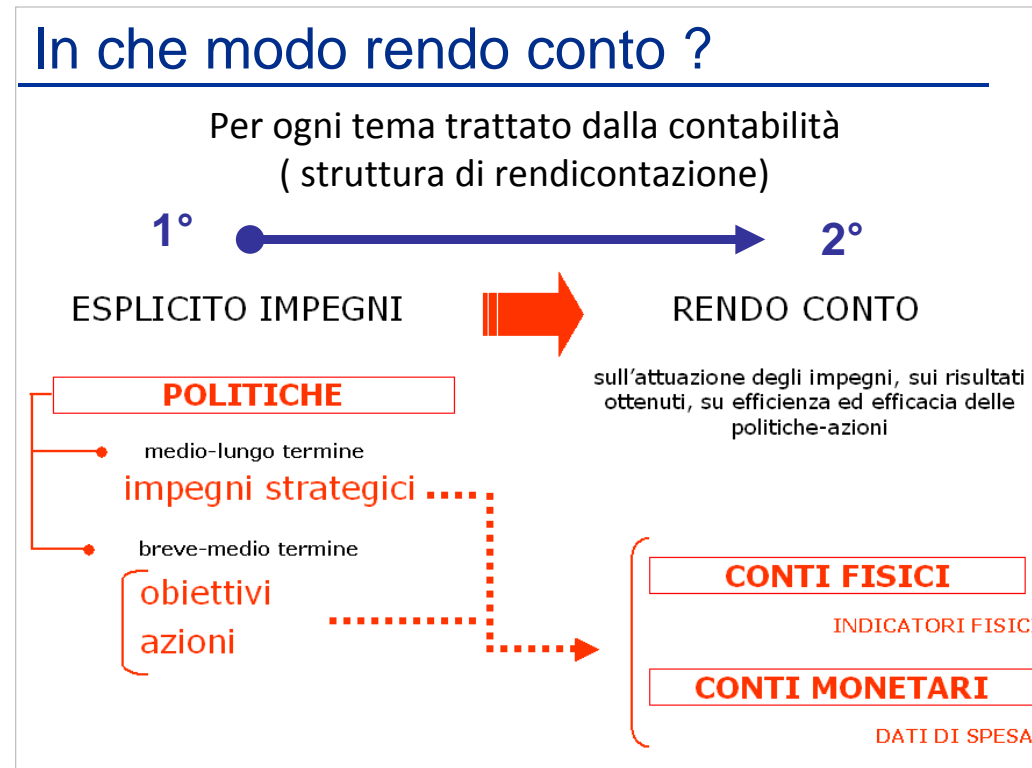 In che modo rendo conto ?
Per ogni tema trattato dalla contabilità
( struttura di rendicontazione)
1°
2°
ESPLICITO IMPEGNI
RENDO CONTO
sull'attuazione degli impegni, sui risultati
ottenuti, su efficienza ed efficacia delle
politiche-azioni
POLITICHE
medio-lungo termine
impegni strategici
breve-medio termine
obiettivi
azioni
CONTI FISICI
INDICATORI FISICI
CONTI MONETARI
DATI DI SPESA